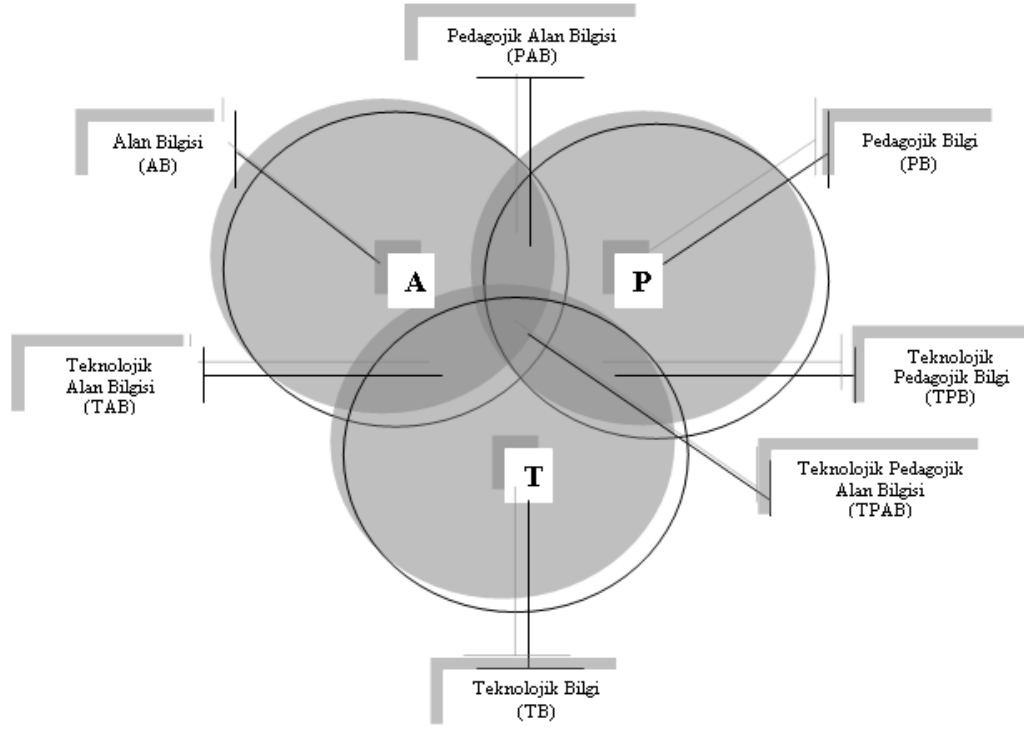 Pedagojik Alan Bilgisi
(PAB)
Alan Bilgisi
(AB)
Pedagojik Bilgi
(PB)
A
P
Teknolojik
Alan Bilgisi
(TAB)
Teknolojik
Pedagojik Bilgi
(TPB)
T
Teknolojik Pedagojik
Alan Bilgisi
(TPAB)
Teknolojik Bilgi
(TB)